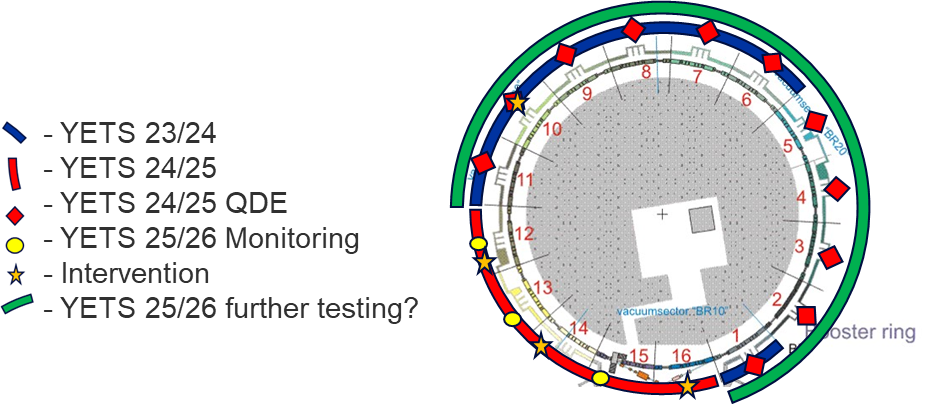 - YETS 23/24
- YETS 24/25
- YETS 24/25 QDE
- YETS 25/26 Monitoring
- Intervention
- YETS 25/26 further testing?
8
7
9
6
10
5
BR20
11
4
12
3
13
2
vacuumsector "BR10"
14
1
15
16
ooster ring
B